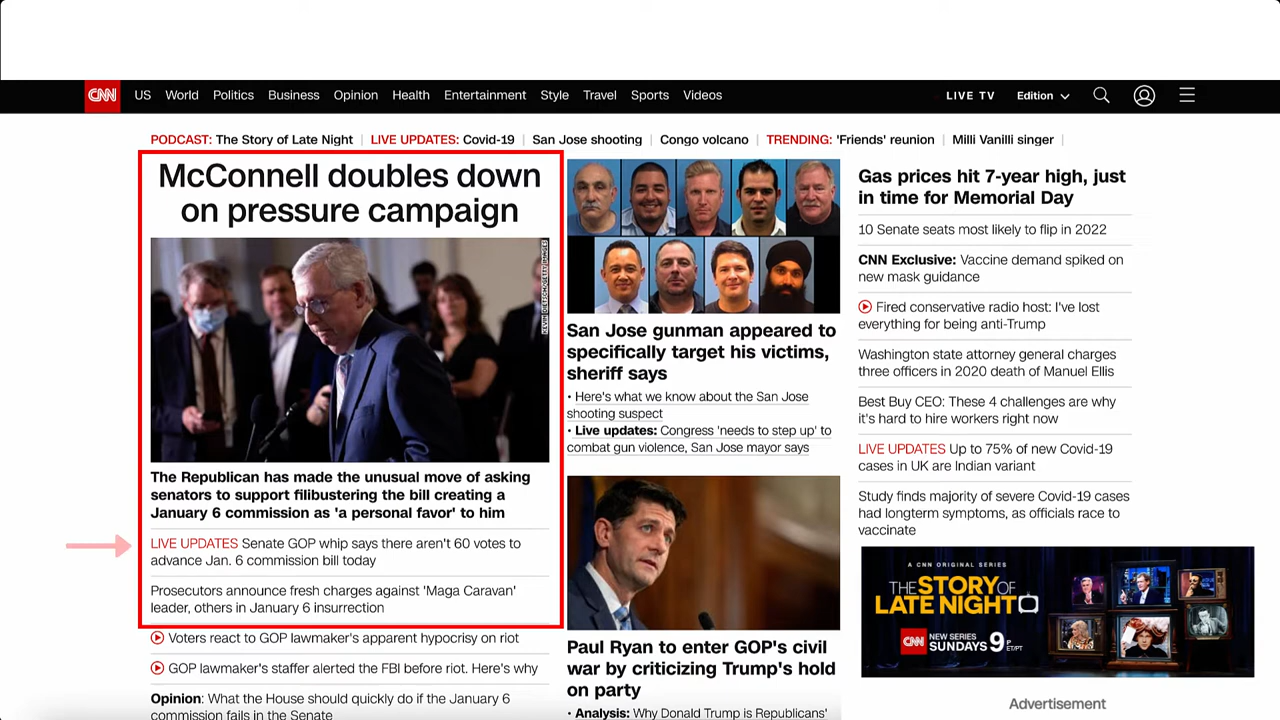 CNN
US World Politics Business Opinion Health Entertainment Style Travel Sports Videos
LIVE TV Edition
PODCAST: The Story of Late Night | LIVE UPDATES: Covid-19 | San Jose shooting | Congo volcano | TRENDING: 'Friends' reunion | Milli Vanilli singer |
McConnell doubles down
on pressure campaign
KEVIN DIETSCH/GETTY IMAGES
The Republican has made the unusual move of asking
senators to support filibustering the bill creating a
January 6 commission as 'a personal favor' to him
LIVE UPDATES Senate GOP whip says there aren't 60 votes to
advance Jan. 6 commission bill today
Prosecutors announce fresh charges against 'Maga Caravan'
leader, others in January 6 insurrection
Voters react to GOP lawmaker's apparent hypocrisy on riot
GOP lawmaker's staffer alerted the FBI before riot. Here's why
Opinion: What the House should quickly do if the January 6
commission fails in the Senate
San Jose gunman appeared to
specifically target his victims,
sheriff says
• Here's what we know about the San Jose
shooting suspect
• Live updates: Congress 'needs to step up' to
combat gun violence, San Jose mayor says
Paul Ryan to enter GOP's civil
war by criticizing Trump's hold
on party
• Analysis: Why Donald Trump is Republicans'
Gas prices hit 7-year high, just
in time for Memorial Day
10 Senate seats most likely to flip in 2022
CNN Exclusive: Vaccine demand spiked on
new mask guidance
Fired conservative radio host: I've lost
everything for being anti-Trump
Washington state attorney general charges
three officers in 2020 death of Manuel Ellis
Best Buy CEO: These 4 challenges are why
it's hard to hire workers right now
LIVE UPDATES Up to 75% of new Covid-19
cases in UK are Indian variant
Study finds majority of severe Covid-19 cases
had longterm symptoms, as officials race to
vaccinate
A CNN ORIGINAL SERIES
THE STORY OF
LATE NIGHT
CNN NEW SERIES
SUNDAYS 9P ET/PT
Advertisement